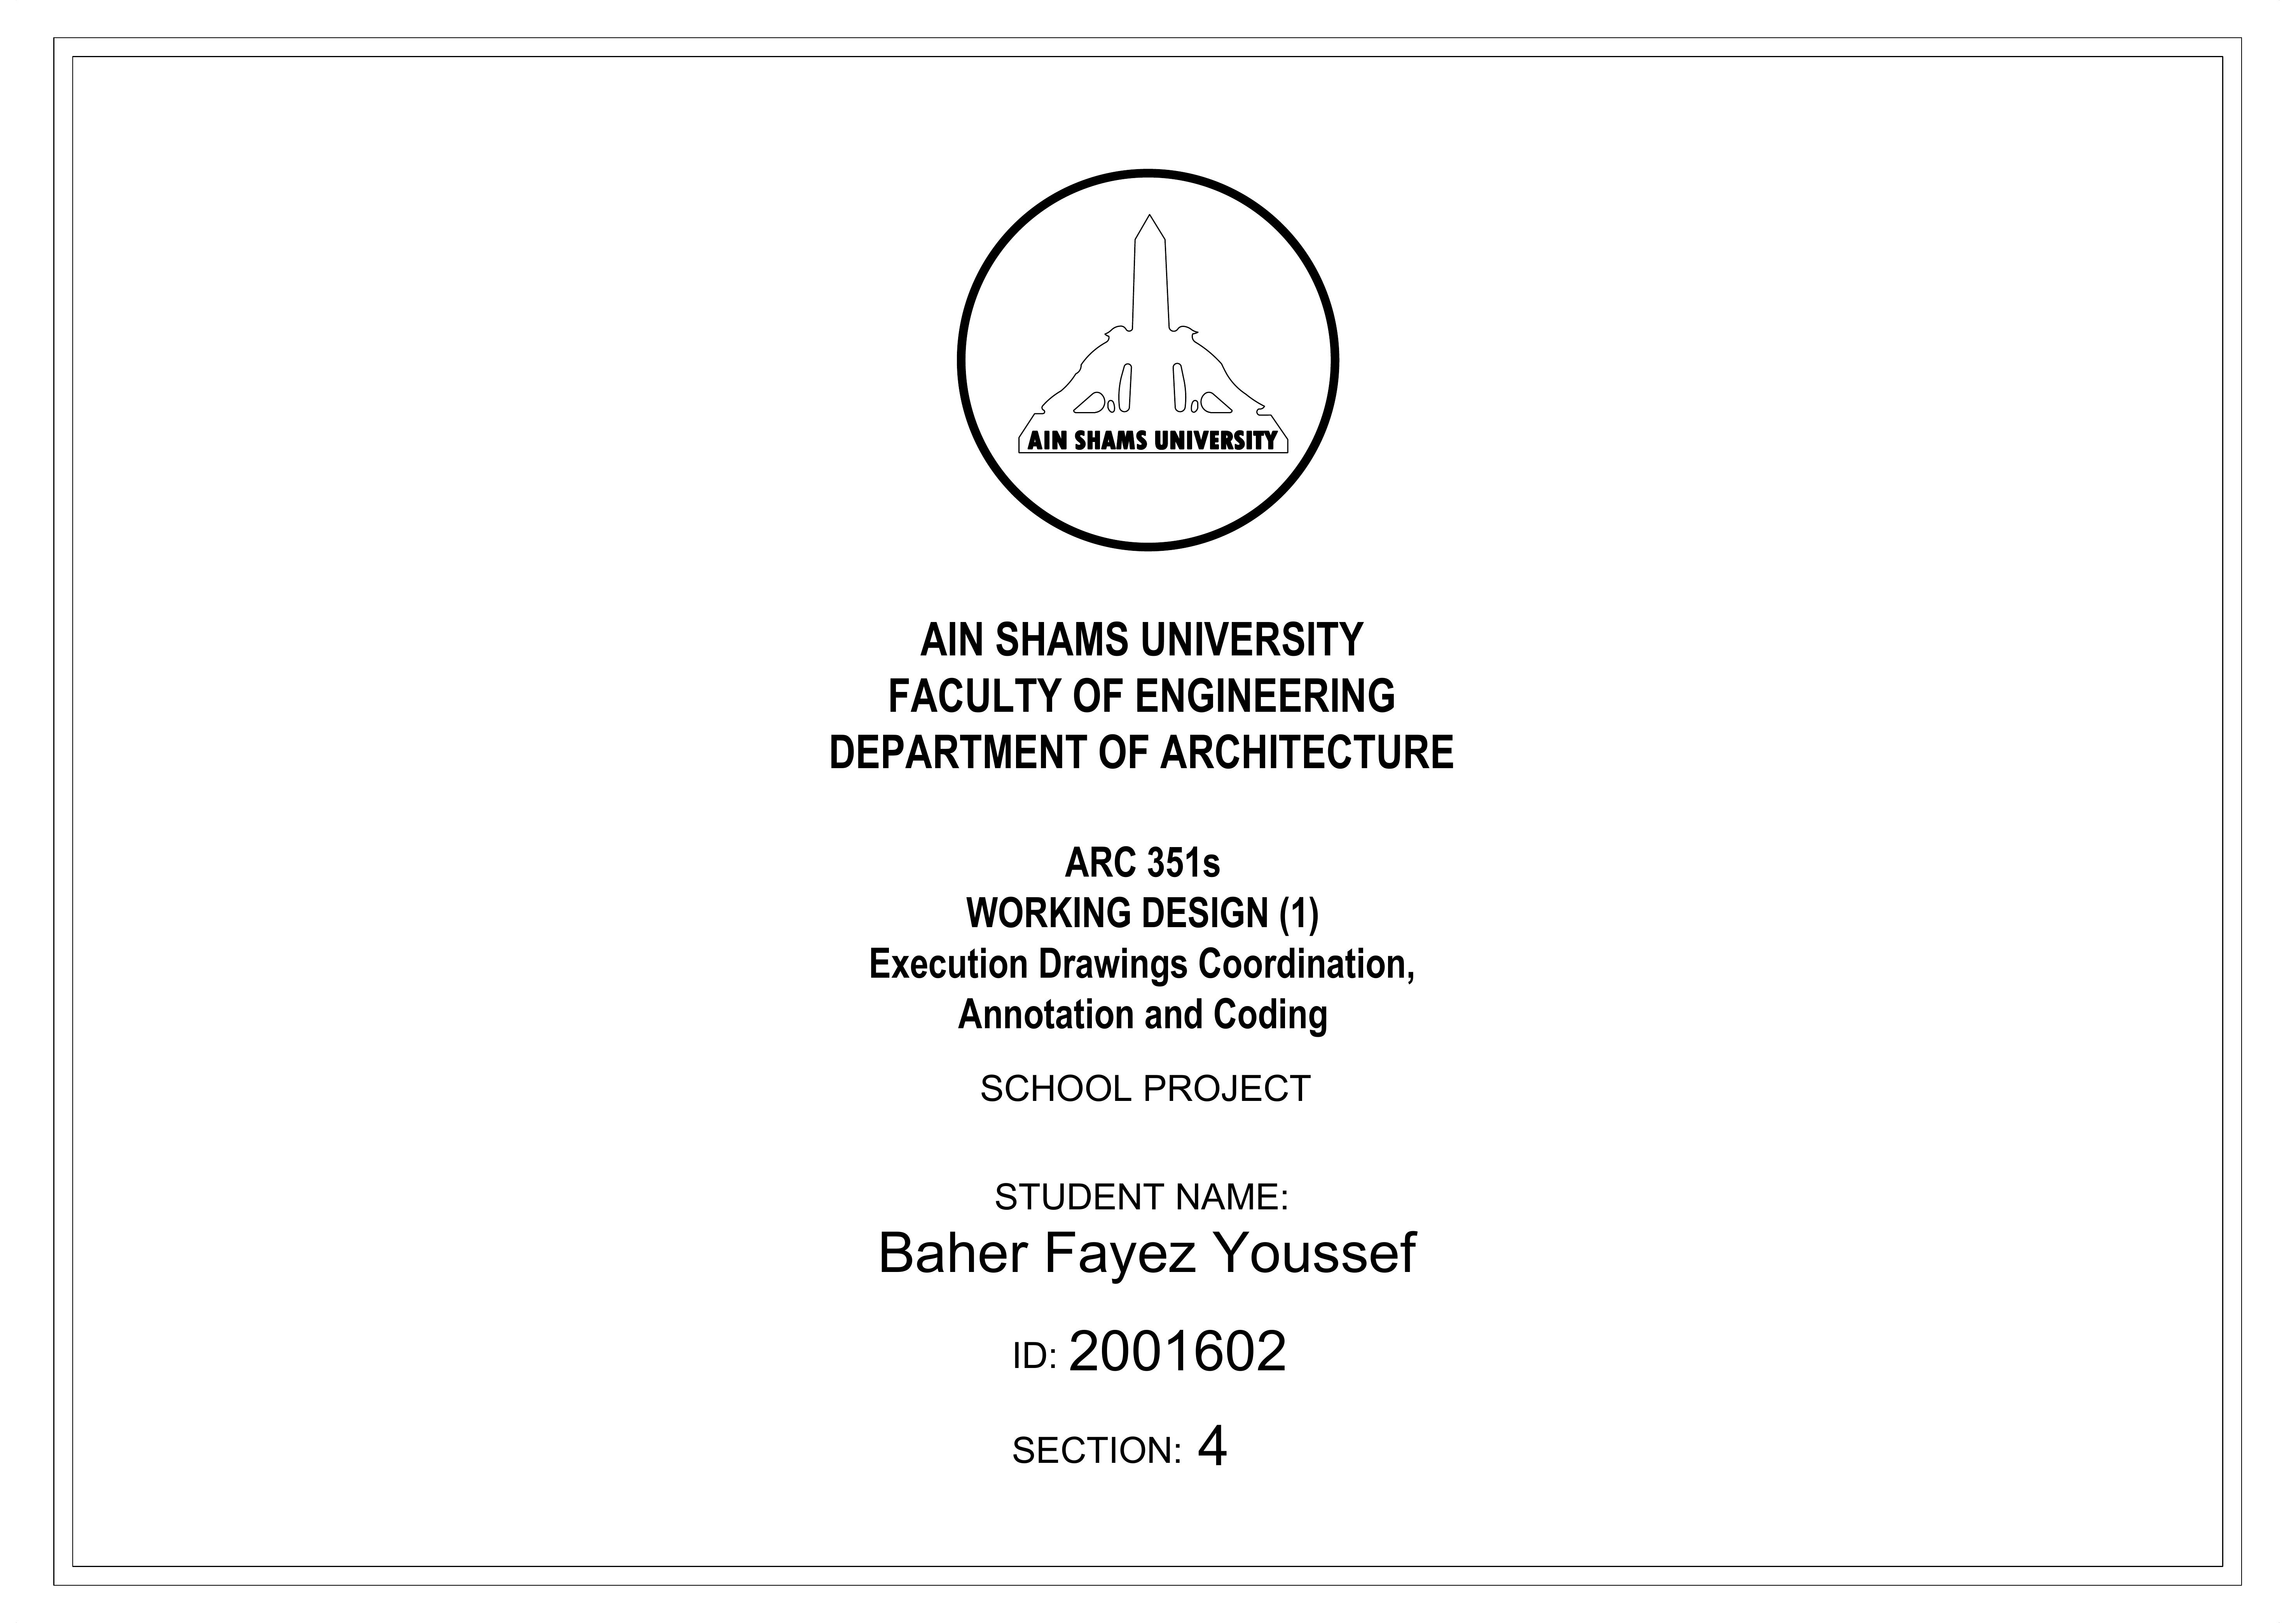 AIN SHAMS UNIVERSITY
AIN SHAMS UNIVERSITY
FACULTY OF ENGINEERING
DEPARTMENT OF ARCHITECTURE
ARC 351s
WORKING DESIGN (1)
Execution Drawings Coordination,
Annotation and Coding
SCHOOL PROJECT
STUDENT NAME:
Baher Fayez Youssef
ID: 2001602
SECTION: 4